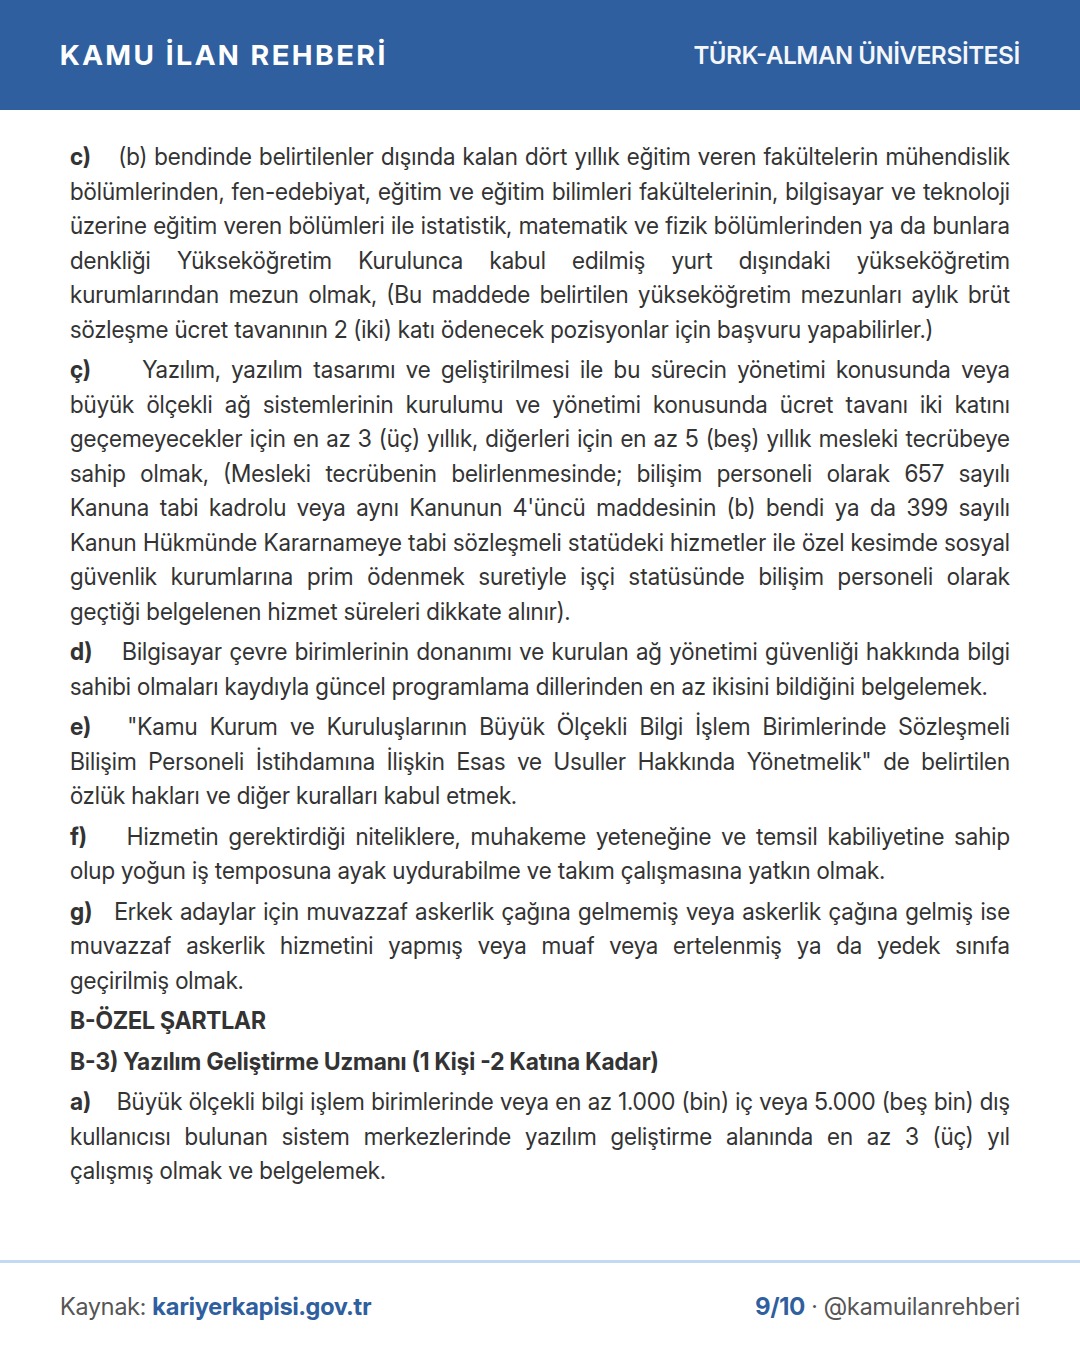 KAMU İLAN REHBERİ
TÜRK-ALMAN ÜNİVERSİTESİ
c) (b) bendinde belirtilenler dışında kalan dört yıllık eğitim veren fakültelerin mühendislik
bölümlerinden, fen-edebiyat, eğitim ve eğitim bilimleri fakültelerinin, bilgisayar ve teknoloji
üzerine eğitim veren bölümleri ile istatistik, matematik ve fizik bölümlerinden ya da bunlara
denkliği Yükseköğretim Kurulunca kabul edilmiş yurt dışındaki yükseköğretim
kurumlarından mezun olmak, (Bu maddede belirtilen yükseköğretim mezunları aylık brüt
sözleşme ücret tavanının 2 (iki) katı ödenecek pozisyonlar için başvuru yapabilirler.)
ç) Yazılım, yazılım tasarımı ve geliştirilmesi ile bu sürecin yönetimi konusunda veya
büyük ölçekli ağ sistemlerinin kurulumu ve yönetimi konusunda ücret tavanı iki katını
geçemeyecekler için en az 3 (üç) yıllık, diğerleri için en az 5 (beş) yıllık mesleki tecrübeye
sahip olmak, (Mesleki tecrübenin belirlenmesinde; bilişim personeli olarak 657 sayılı
Kanuna tabi kadrolu veya aynı Kanunun 4'üncü maddesinin (b) bendi ya da 399 sayılı
Kanun Hükmünde Kararnameye tabi sözleşmeli statüdeki hizmetler ile özel kesimde sosyal
güvenlik kurumlarına prim ödenmek suretiyle işçi statüsünde bilişim personeli olarak
geçtiği belgelenen hizmet süreleri dikkate alınır).
d) Bilgisayar çevre birimlerinin donanımı ve kurulan ağ yönetimi güvenliği hakkında bilgi
sahibi olmaları kaydıyla güncel programlama dillerinden en az ikisini bildiğini belgelemek.
e) "Kamu Kurum ve Kuruluşlarının Büyük Ölçekli Bilgi İşlem Birimlerinde Sözleşmeli
Bilişim Personeli İstihdamına İlişkin Esas ve Usuller Hakkında Yönetmelik" de belirtilen
özlük hakları ve diğer kuralları kabul etmek.
f) Hizmetin gerektirdiği niteliklere, muhakeme yeteneğine ve temsil kabiliyetine sahip
olup yoğun iş temposuna ayak uydurabilme ve takım çalışmasına yatkın olmak.
g) Erkek adaylar için muvazzaf askerlik çağına gelmemiş veya askerlik çağına gelmiş ise
muvazzaf askerlik hizmetini yapmış veya muaf veya ertelenmiş ya da yedek sınıfa
geçirilmiş olmak.
B-ÖZEL ŞARTLAR
B-3) Yazılım Geliştirme Uzmanı (1 Kişi -2 Katına Kadar)
a) Büyük ölçekli bilgi işlem birimlerinde veya en az 1.000 (bin) iç veya 5.000 (beş bin) dış
kullanıcısı bulunan sistem merkezlerinde yazılım geliştirme alanında en az 3 (üç) yıl
çalışmış olmak ve belgelemek.
Kaynak: kariyerkapisi.gov.tr
9/10 · @kamuilanrehberi